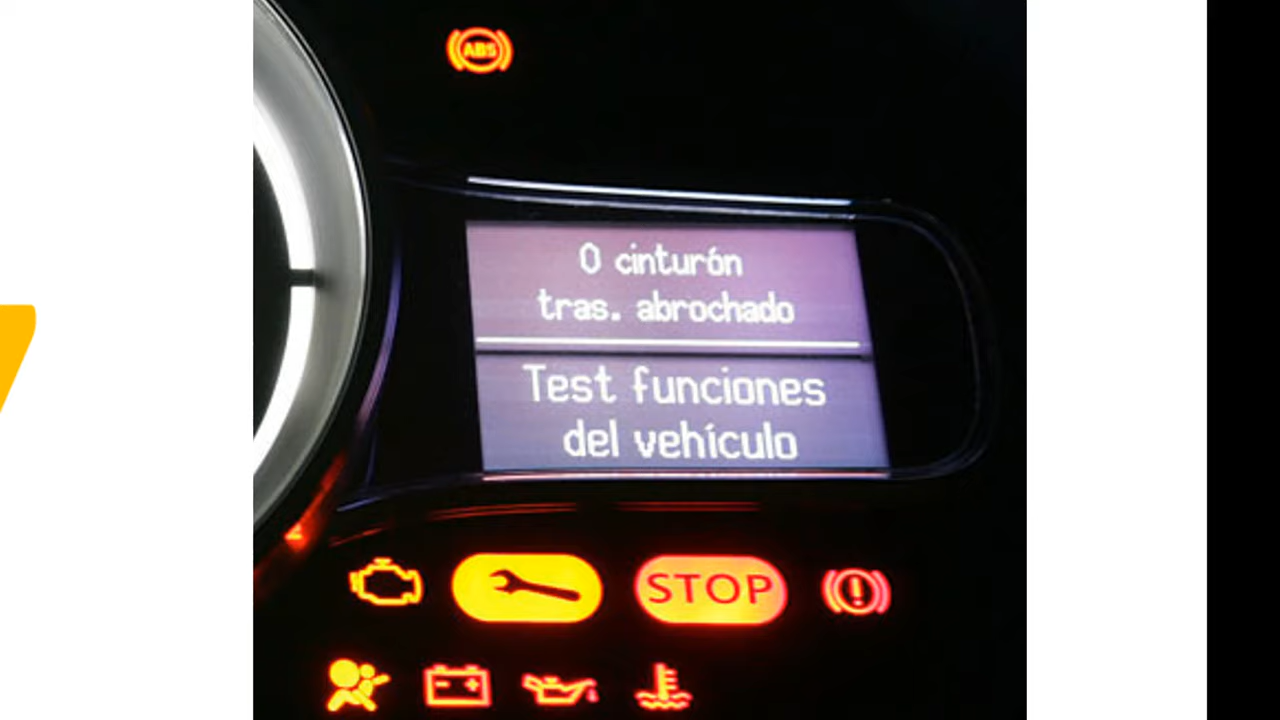 ABS
0 cinturón
tras. abrochado
Test funciones
del vehículo
STOP